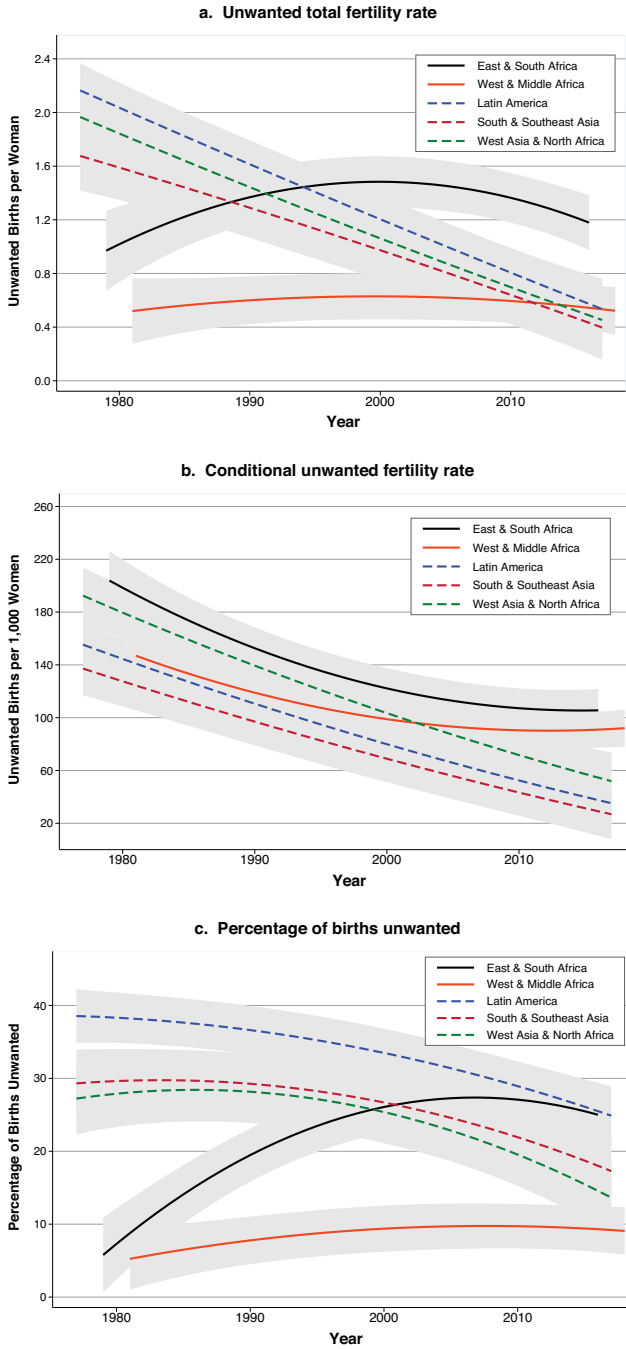 a. Unwanted total fertility rate
Unwanted Births per Woman
2.4
2.0
1.6
1.2
0.8
0.4
0.0
East & South Africa
West & Middle Africa
Latin America
South & Southeast Asia
West Asia & North Africa
1980
1990
2000
2010
Year
b. Conditional unwanted fertility rate
Unwanted Births per 1,000 Women
260
220
180
140
100
60
20
East & South Africa
West & Middle Africa
Latin America
South & Southeast Asia
West Asia & North Africa
1980
1990
2000
2010
Year
c. Percentage of births unwanted
Percentage of Births Unwanted
40
30
20
10
0
East & South Africa
West & Middle Africa
Latin America
South & Southeast Asia
West Asia & North Africa
1980
1990
2000
2010
Year